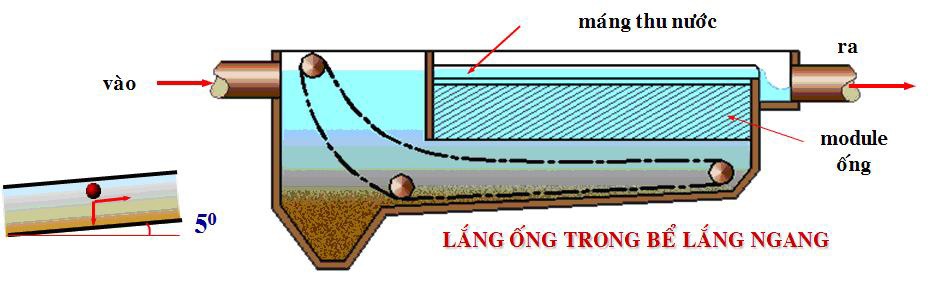 máng thu nước
ra
vào
module
ống
5⁰
LẮNG ỐNG TRONG BỂ LẮNG NGANG